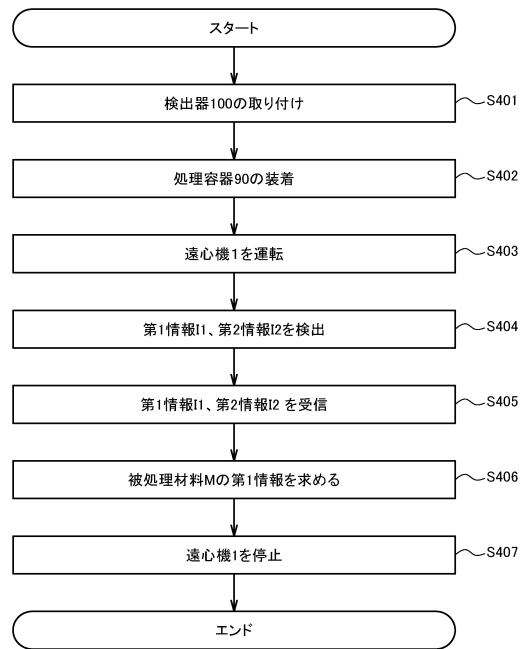 スタート
検出器100の取り付け
S401
処理容器90の装着
S402
遠心機1を運転
S403
第1情報I1、第2情報I2を検出
S404
第1情報I1、第2情報I2 を受信
S405
被処理材料Mの第1情報を求める
S406
遠心機1を停止
S407
エンド